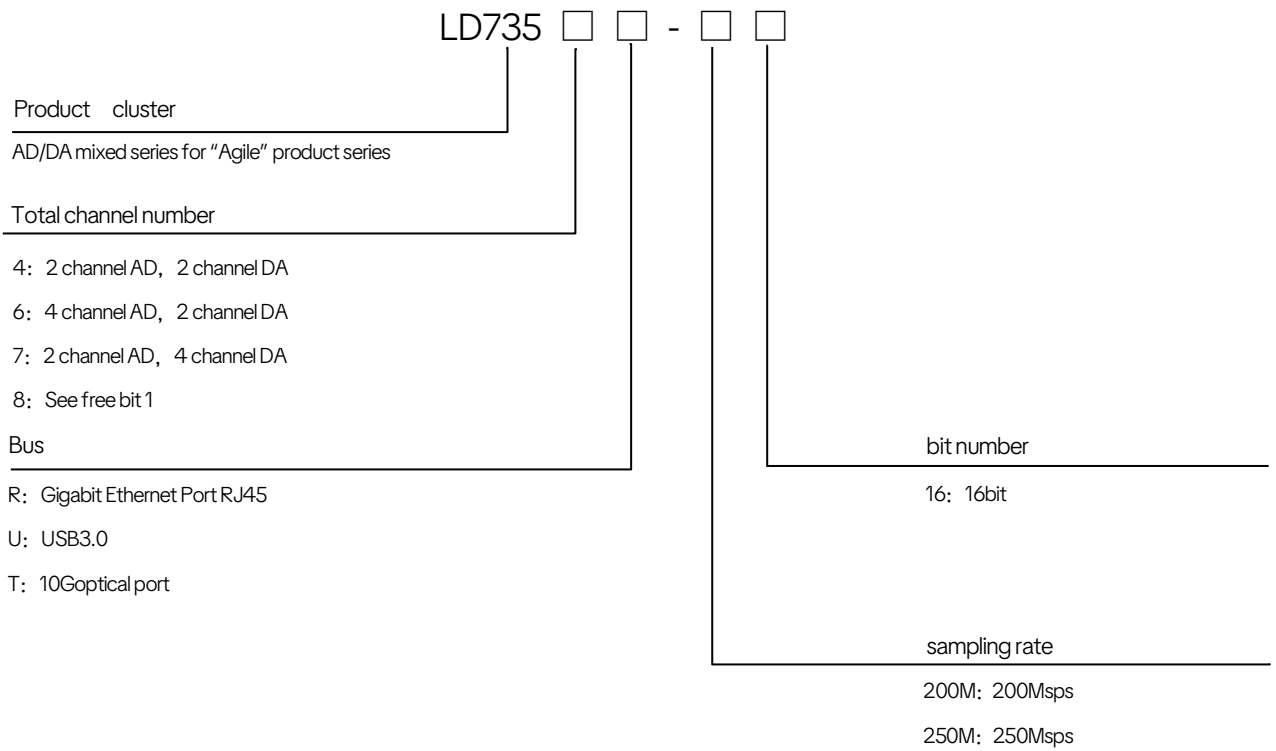 LD735 □ □ - □ □
Product cluster
AD/DA mixed series for “Agile” product series
Total channel number
4：2 channel AD，2 channel DA
6：4 channel AD，2 channel DA
7：2 channel AD，4 channel DA
8：See free bit 1
Bus
R：Gigabit Ethernet Port RJ45
U：USB3.0
T：10Goptical port
bit number
16：16bit
sampling rate
200M：200Msps
250M：250Msps